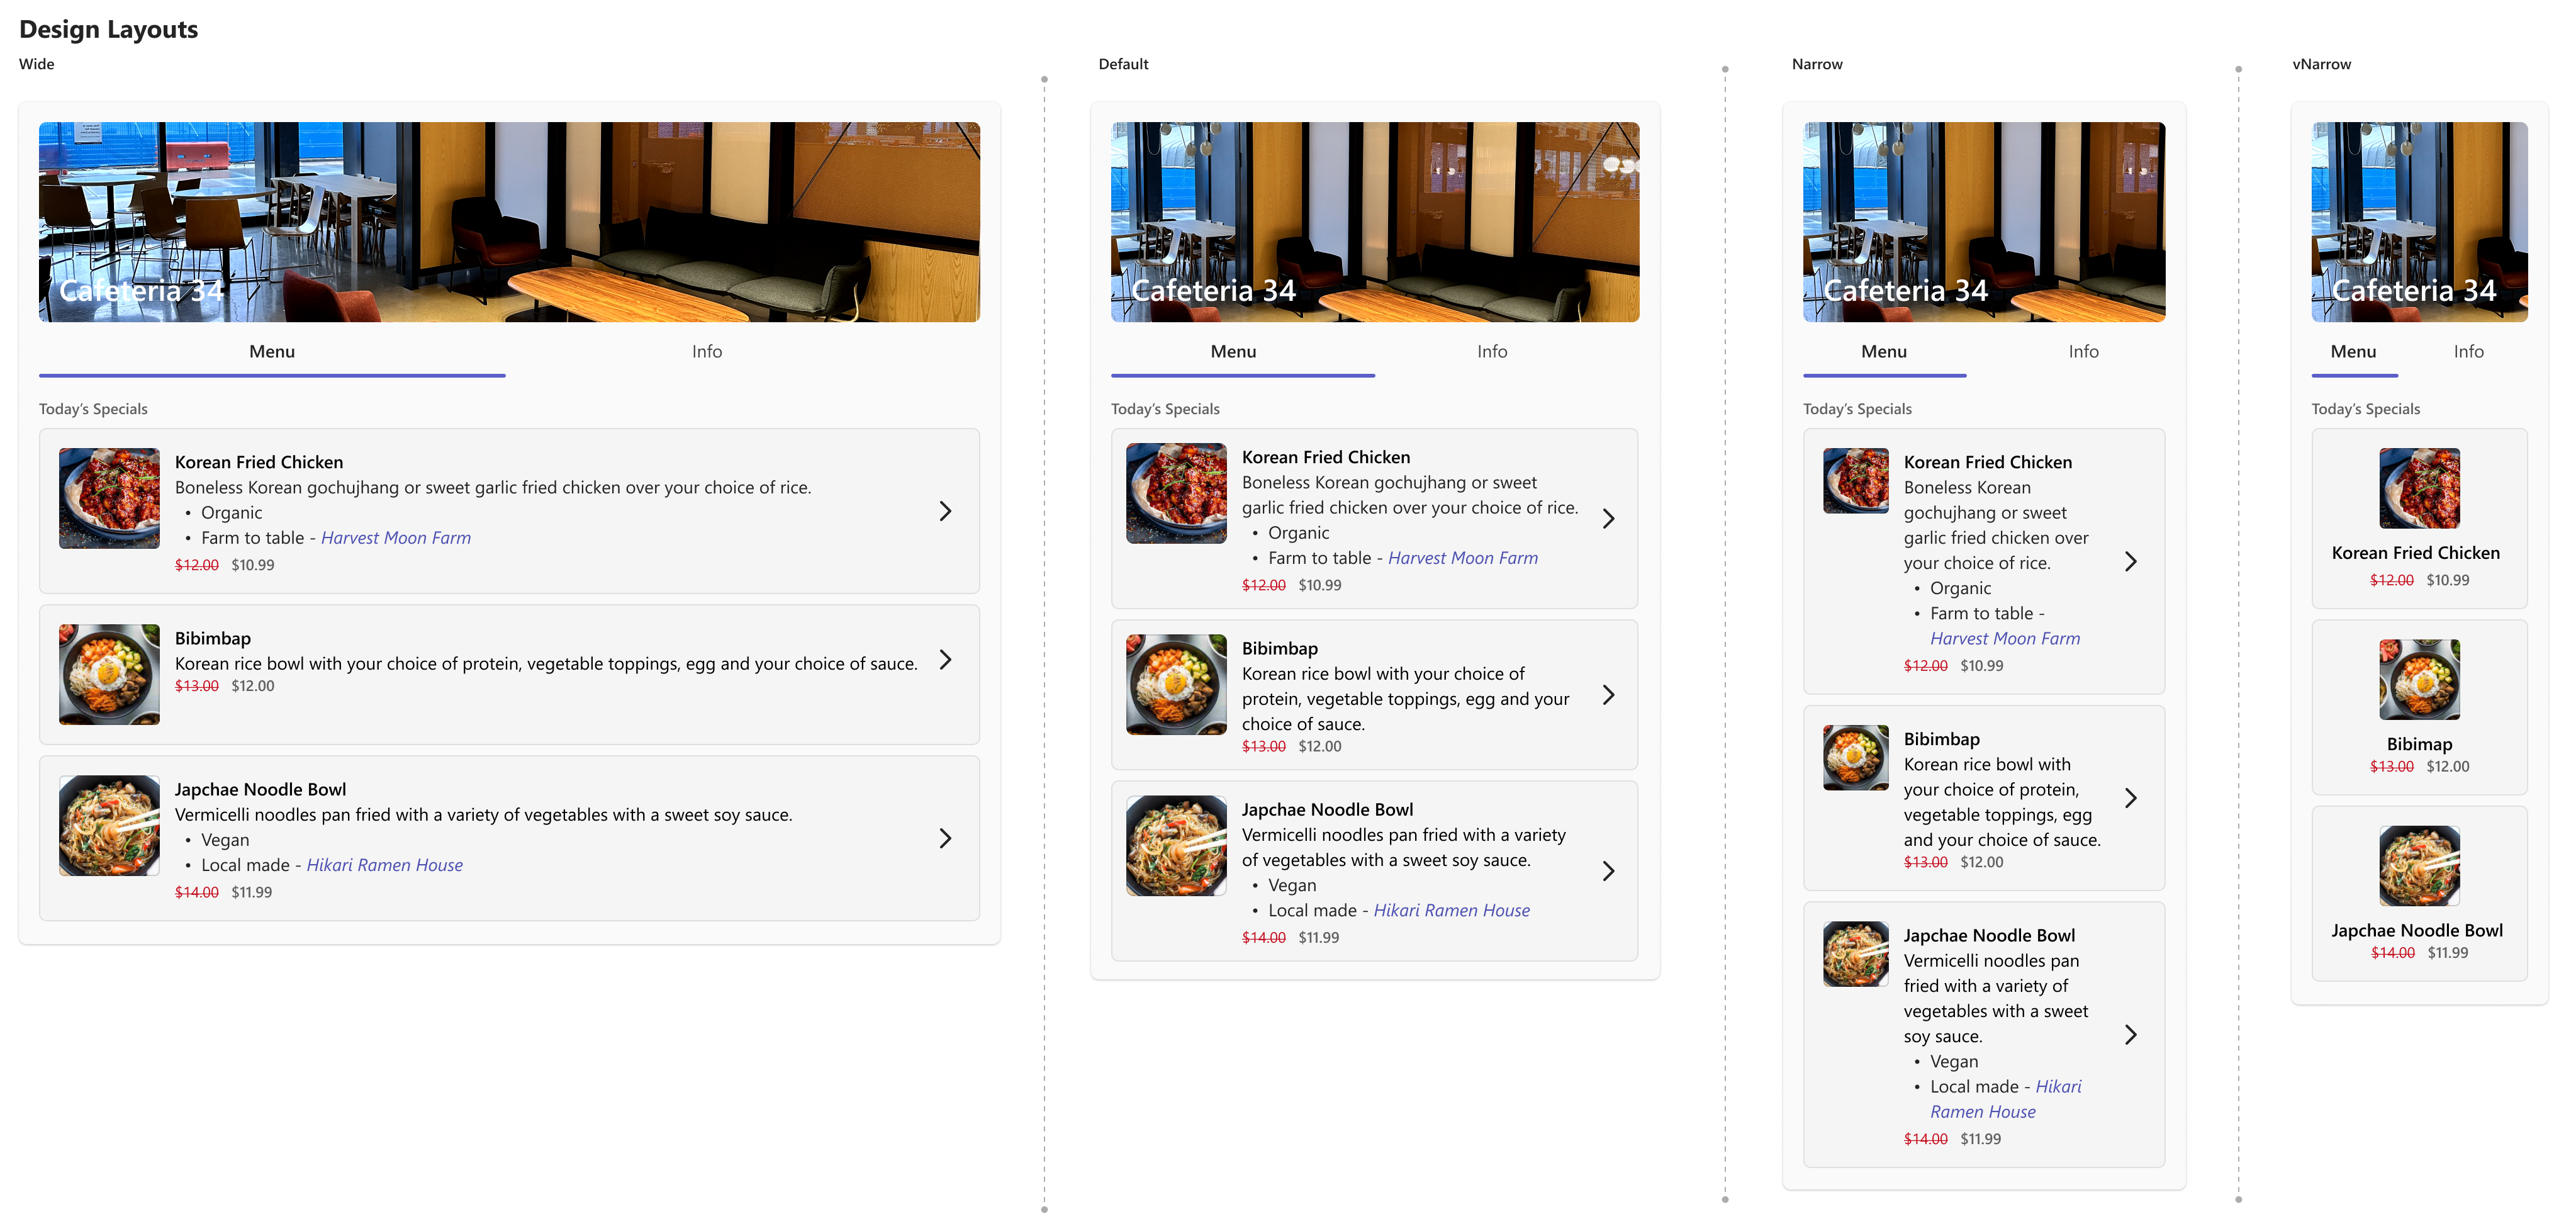 Design Layouts
Wide
Cafeteria 34
Menu
Info
Today's Specials
Korean Fried Chicken
Boneless Korean gochujhang or sweet garlic fried chicken over your choice of rice.
• Organic
• Farm to table - Harvest Moon Farm
$12.00 $10.99
Bibimbap
Korean rice bowl with your choice of protein, vegetable toppings, egg and your choice of sauce.
$13.00 $12.00
Japchae Noodle Bowl
Vermicelli noodles pan fried with a variety of vegetables with a sweet soy sauce.
• Vegan
• Local made - Hikari Ramen House
$14.00 $11.99
Default
Cafeteria 34
Menu
Info
Today's Specials
Korean Fried Chicken
Boneless Korean gochujhang or sweet
garlic fried chicken over your choice of rice.
• Organic
• Farm to table - Harvest Moon Farm
$12.00 $10.99
Bibimbap
Korean rice bowl with your choice of
protein, vegetable toppings, egg and your
choice of sauce.
$13.00 $12.00
Japchae Noodle Bowl
Vermicelli noodles pan fried with a variety
of vegetables with a sweet soy sauce.
• Vegan
• Local made - Hikari Ramen House
$14.00 $11.99
Narrow
Cafeteria 34
Menu
Info
Today's Specials
Korean Fried Chicken
Boneless Korean
gochujhang or sweet
garlic fried chicken over
your choice of rice.
• Organic
• Farm to table -
Harvest Moon Farm
$12.00 $10.99
Bibimbap
Korean rice bowl with
your choice of protein,
vegetable toppings, egg
and your choice of sauce.
$13.00 $12.00
Japchae Noodle Bowl
Vermicelli noodles pan
fried with a variety of
vegetables with a sweet
soy sauce.
• Vegan
• Local made - Hikari
Ramen House
$14.00 $11.99
vNarrow
Cafeteria 34
Menu
Info
Today's Specials
Korean Fried Chicken
$12.00 $10.99
Bibimap
$13.00 $12.00
Japchae Noodle Bowl
$14.00 $11.99